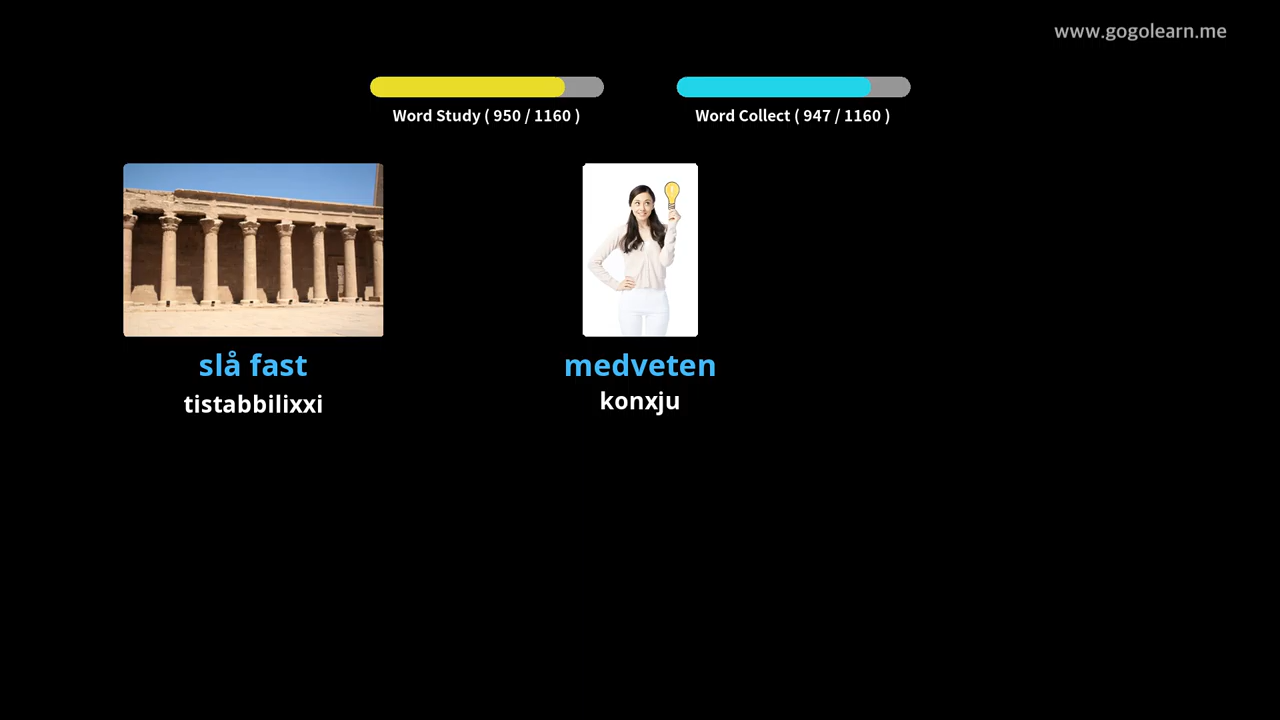 www.gogolearn.me
Word Study ( 950 / 1160 )
Word Collect ( 947 / 1160 )
slå fast
tistabbilixxi
medveten
konxju